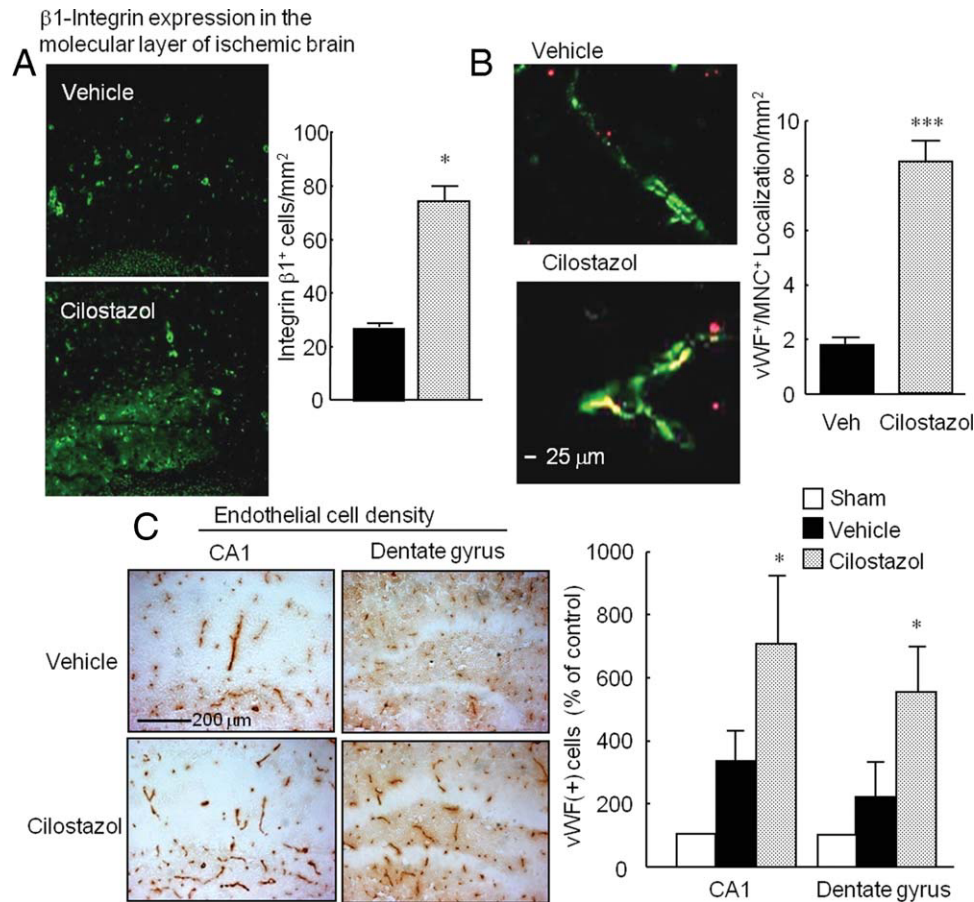 β1-Integrin expression in the
molecular layer of ischemic brain
A
Vehicle
Cilostazol
Integrin β1+ cells/mm2
100
80
60
40
20
0
*
B
Vehicle
Cilostazol
25 μm
vWF+/MNC+ Localization/mm2
10
8
6
4
2
0
***
Veh Cilostazol
C
Endothelial cell density
CA1 Dentate gyrus
Vehicle
200 μm
Cilostazol
Sham
Vehicle
Cilostazol
vWF(+) cells (% of control)
1000
800
600
400
200
0
*
*
CA1 Dentate gyrus